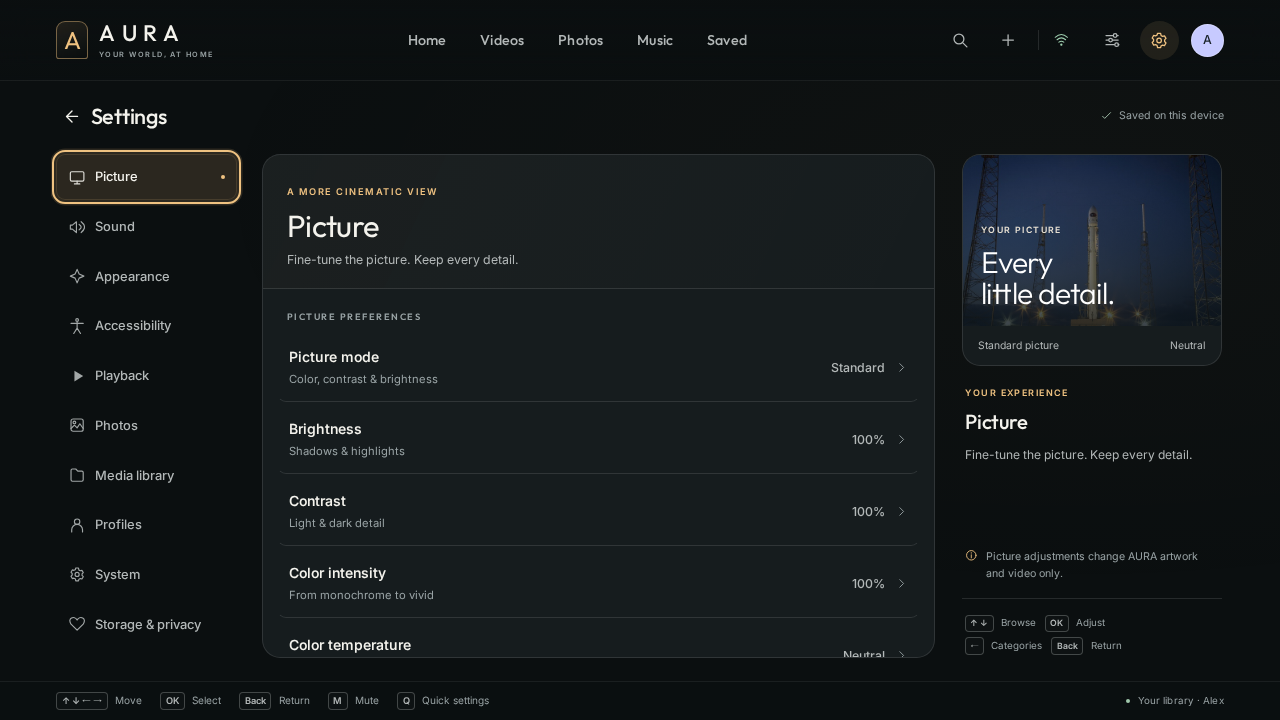 A AURA
YOUR WORLD, AT HOME
Home
Videos
Photos
Music
Saved
A
Settings
Saved on this device
Picture
Sound
Appearance
Accessibility
Playback
Photos
Media library
Profiles
System
Storage & privacy
A MORE CINEMATIC VIEW
Picture
Fine-tune the picture. Keep every detail.
PICTURE PREFERENCES
Picture mode
Color, contrast & brightness
Standard
Brightness
Shadows & highlights
100%
Contrast
Light & dark detail
100%
Color intensity
From monochrome to vivid
100%
Color temperature
Neutral
YOUR PICTURE
Every
little detail.
Standard picture
Neutral
YOUR EXPERIENCE
Picture
Fine-tune the picture. Keep every detail.
Picture adjustments change AURA artwork
and video only.
↑↓ Browse OK Adjust
← Categories Back Return
↑↓←→ Move OK Select Back Return M Mute Q Quick settings
Your library · Alex